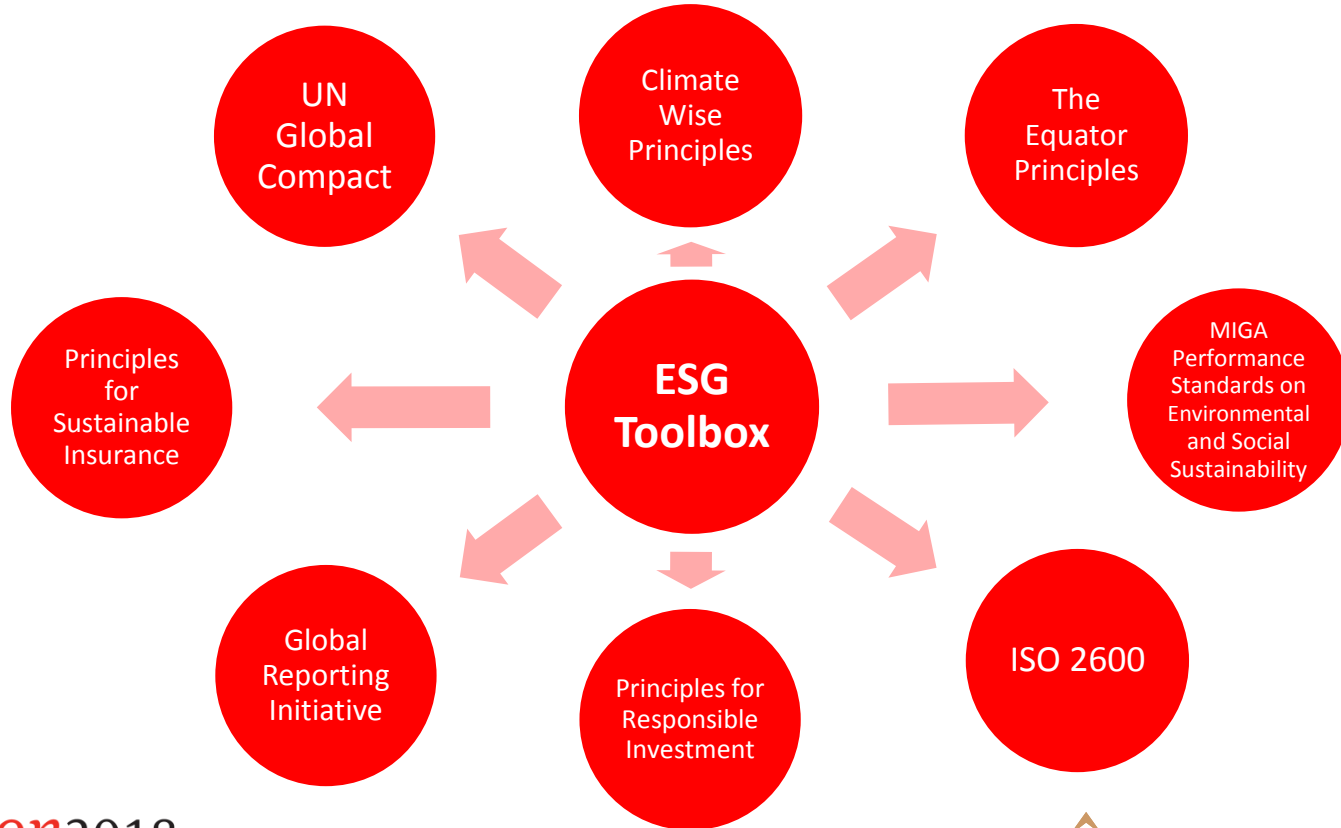 UN
Global
Compact
Climate
Wise
Principles
The
Equator
Principles
Principles
for
Sustainable
Insurance
ESG
Toolbox
MIGA
Performance
Standards on
Environmental
and Social
Sustainability
Global
Reporting
Initiative
Principles for
Responsible
Investment
ISO 2600